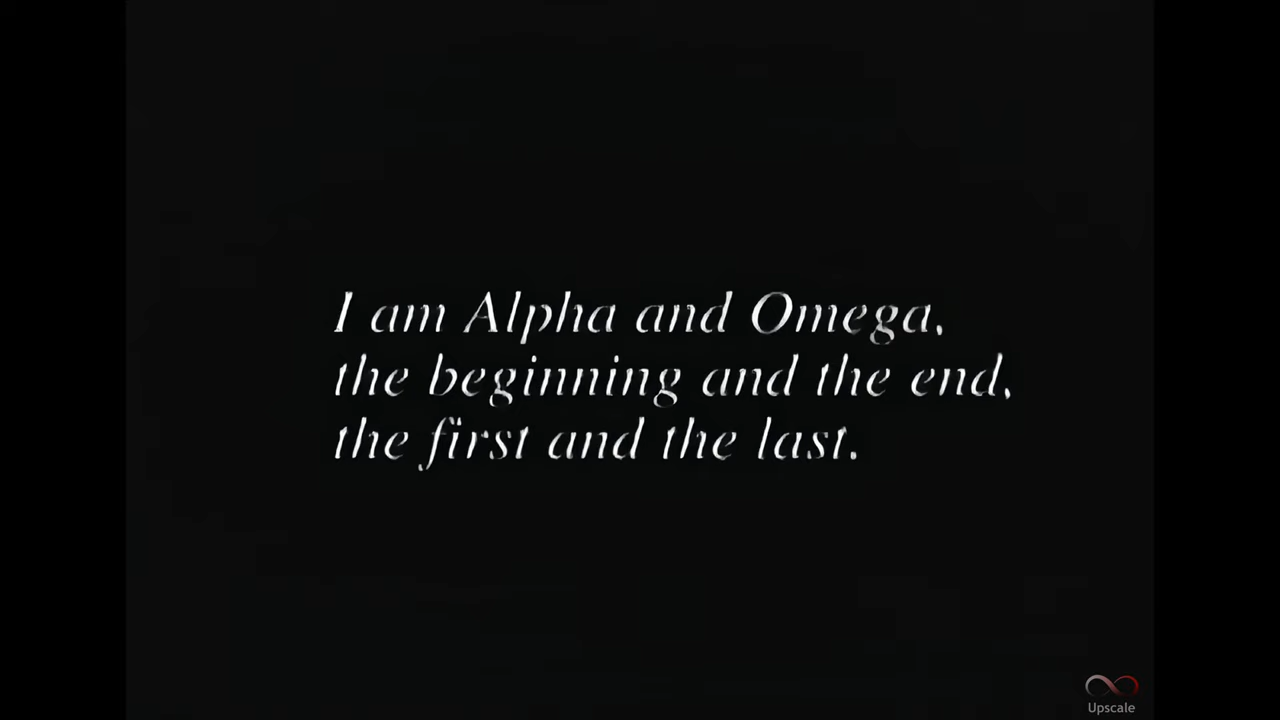 I am Alpha and Omega,
the beginning and the end,
the first and the last.
Upscale